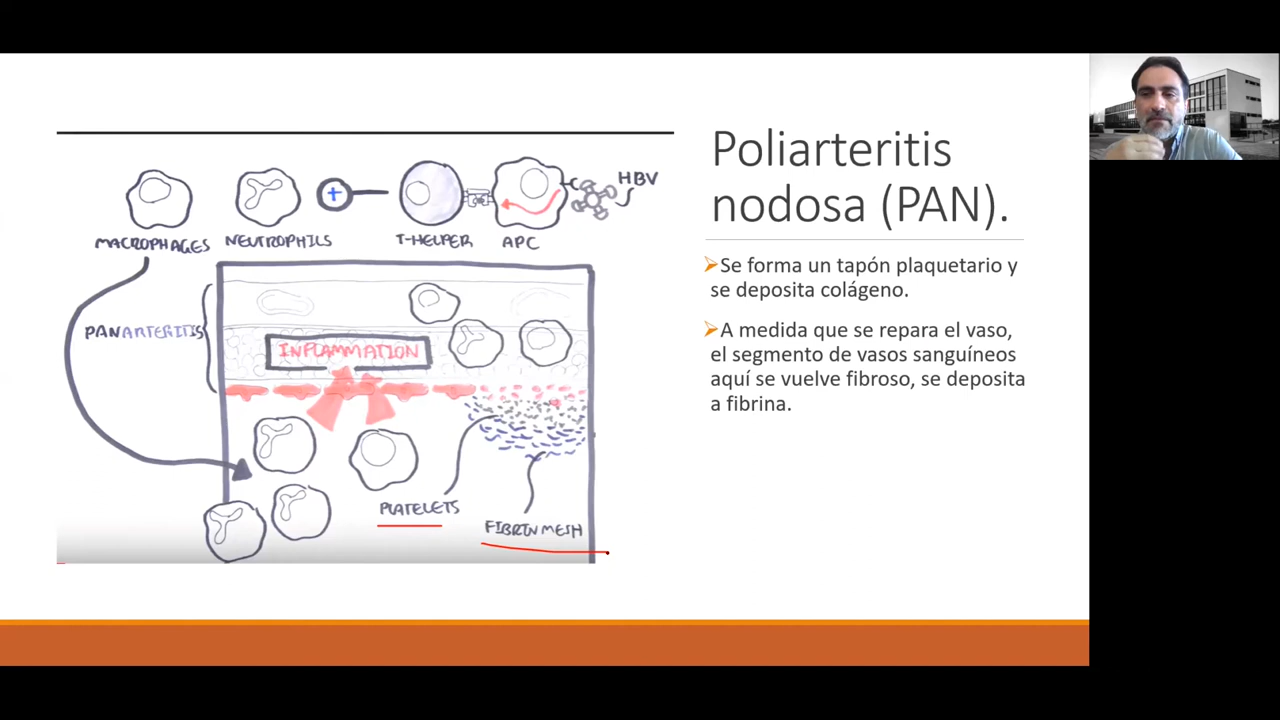 HBV
MACROPHAGES NEUTROPHILS + T-HELPER APC
PANARTERITIS
INFLAMMATION
PLATELETS
FIBRIN MESH
Poliarteritis
nodosa (PAN).
Se forma un tapón plaquetario y
se deposita colágeno.
A medida que se repara el vaso,
el segmento de vasos sanguíneos
aquí se vuelve fibroso, se deposita
a fibrina.